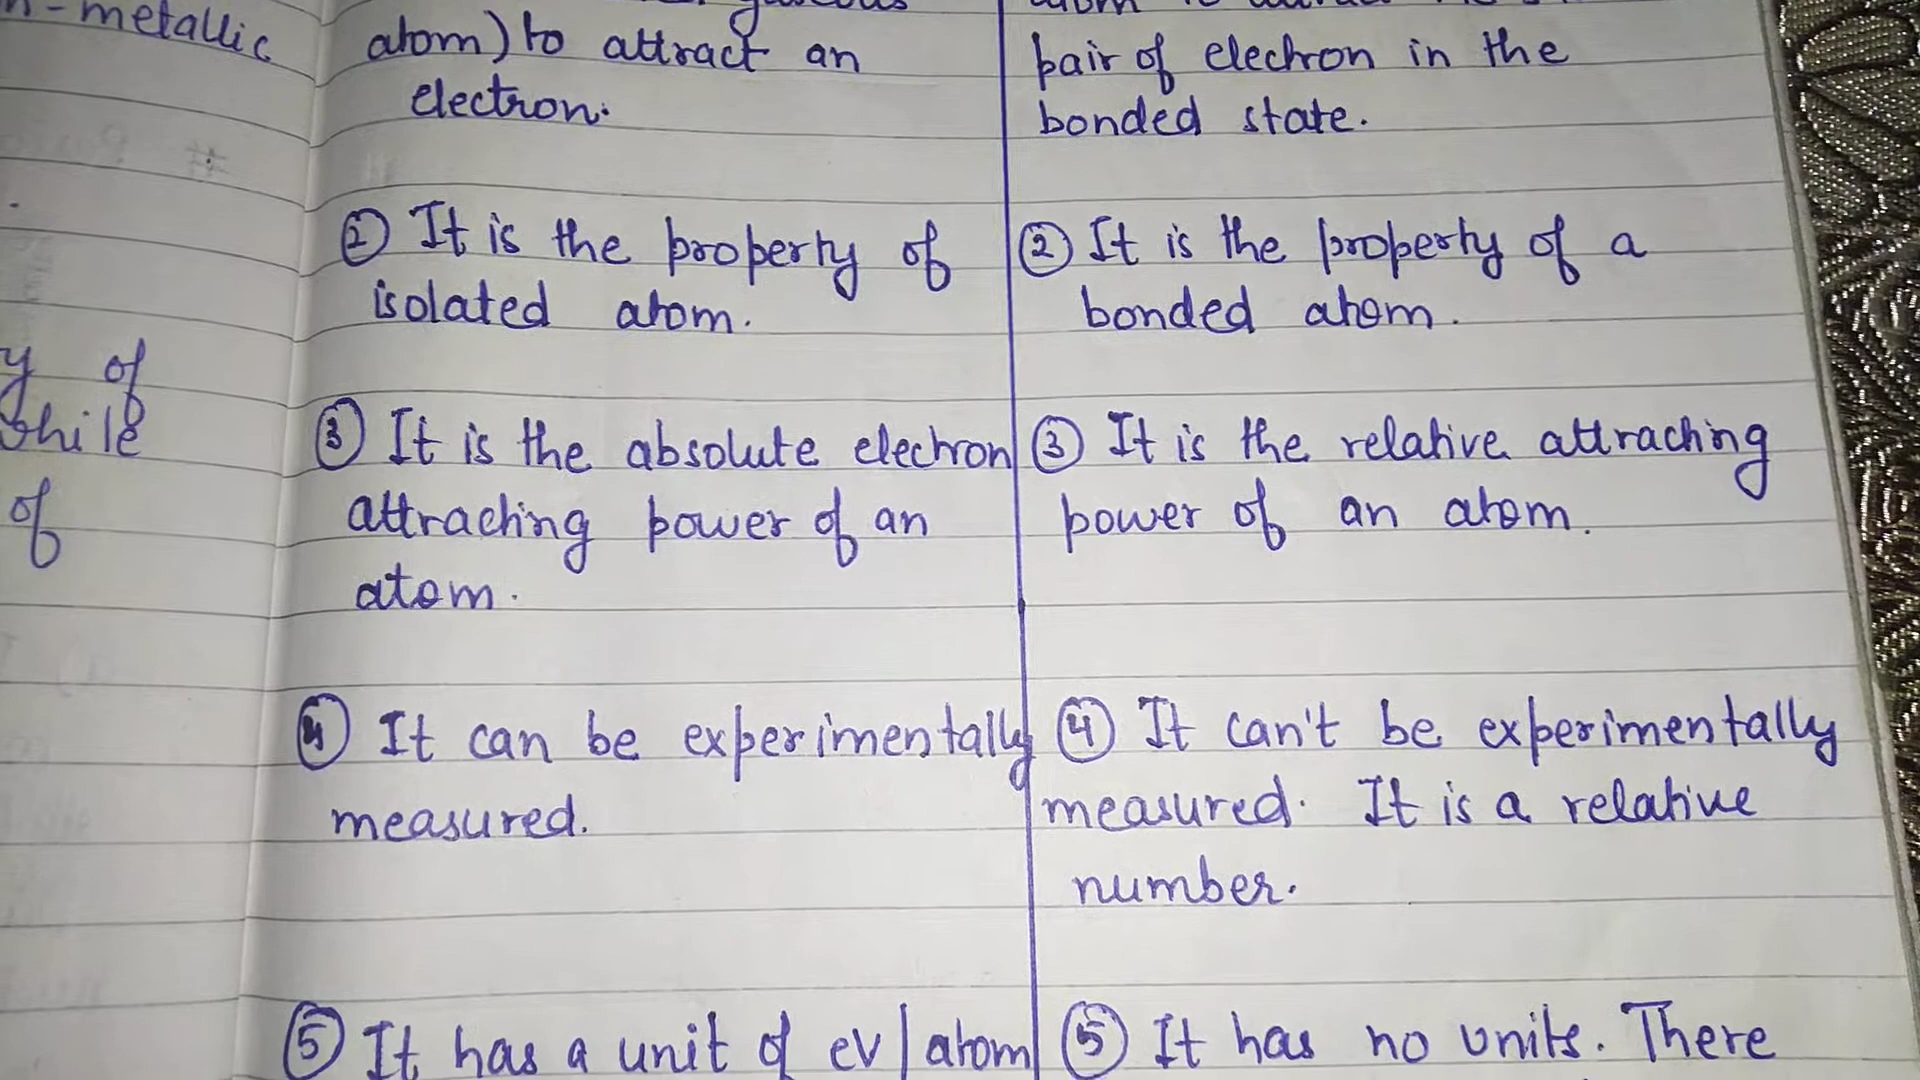 n-metallic
y of
while
of
atom) to attract an
electron.
② It is the property of
isolated atom.
③ It is the absolute electron
attracting power of an
atom.
④ It can be experimentally
measured.
⑤ It has a unit of eV/atom
pair of electron in the
bonded state.
② It is the property of a
bonded atom.
③ It is the relative attracting
power of an atom.
④ It can't be experimentally
measured. It is a relative
number.
⑤ It has no units. There